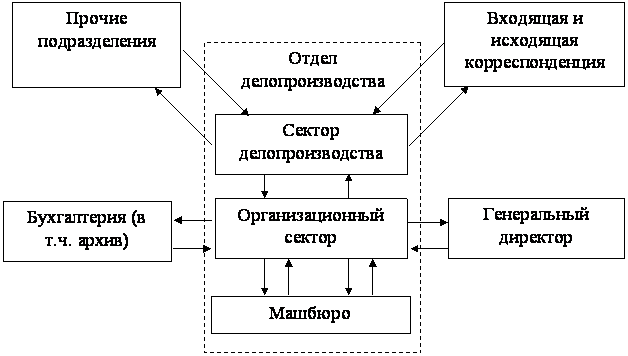 Прочие
подразделения
Входящая и
исходящая
корреспонденция
Отдел
делопроизводства
Сектор
делопроизводства
Бухгалтерия (в
т.ч. архив)
Организационный
сектор
Генеральный
директор
Машбюро